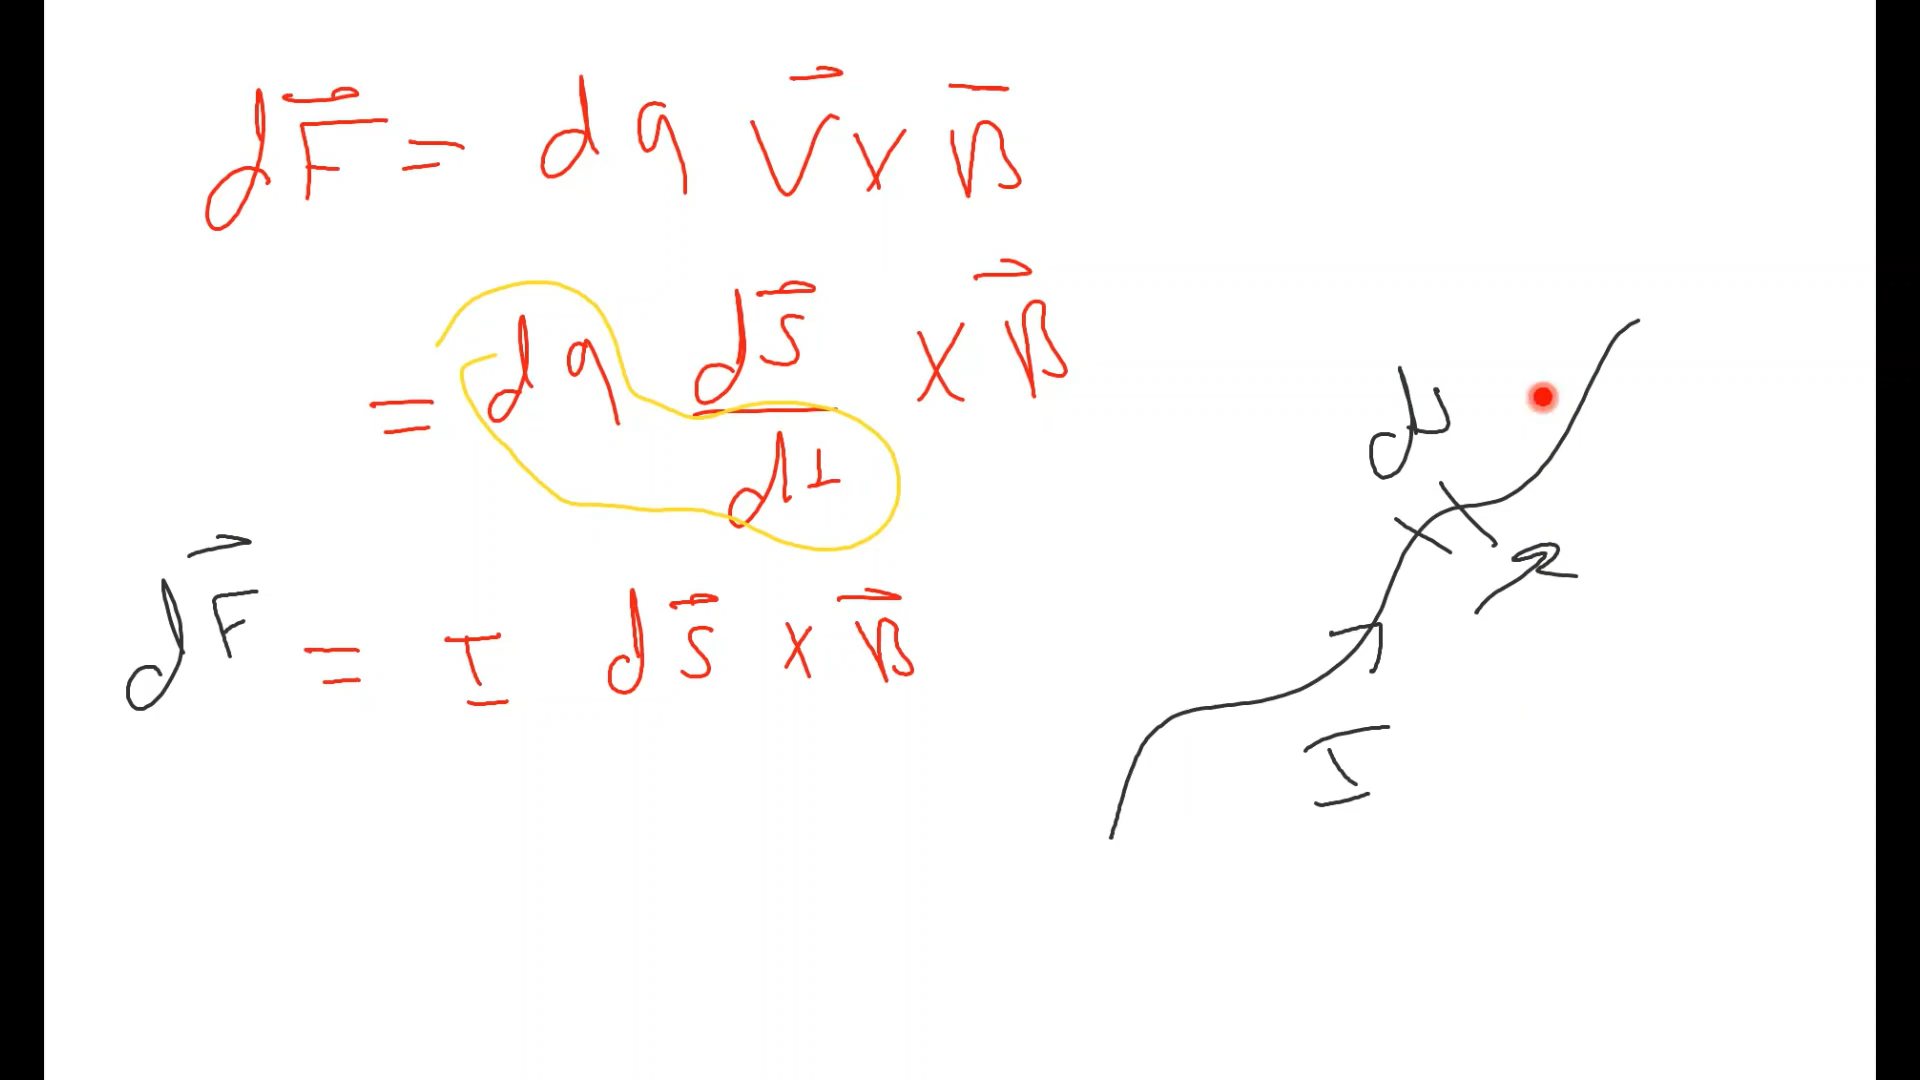 dF⃗ = dq v⃗ × B̅
= dq ds⃗/dt × B⃗
dF⃗ = I ds⃗ × B⃗
ds
I